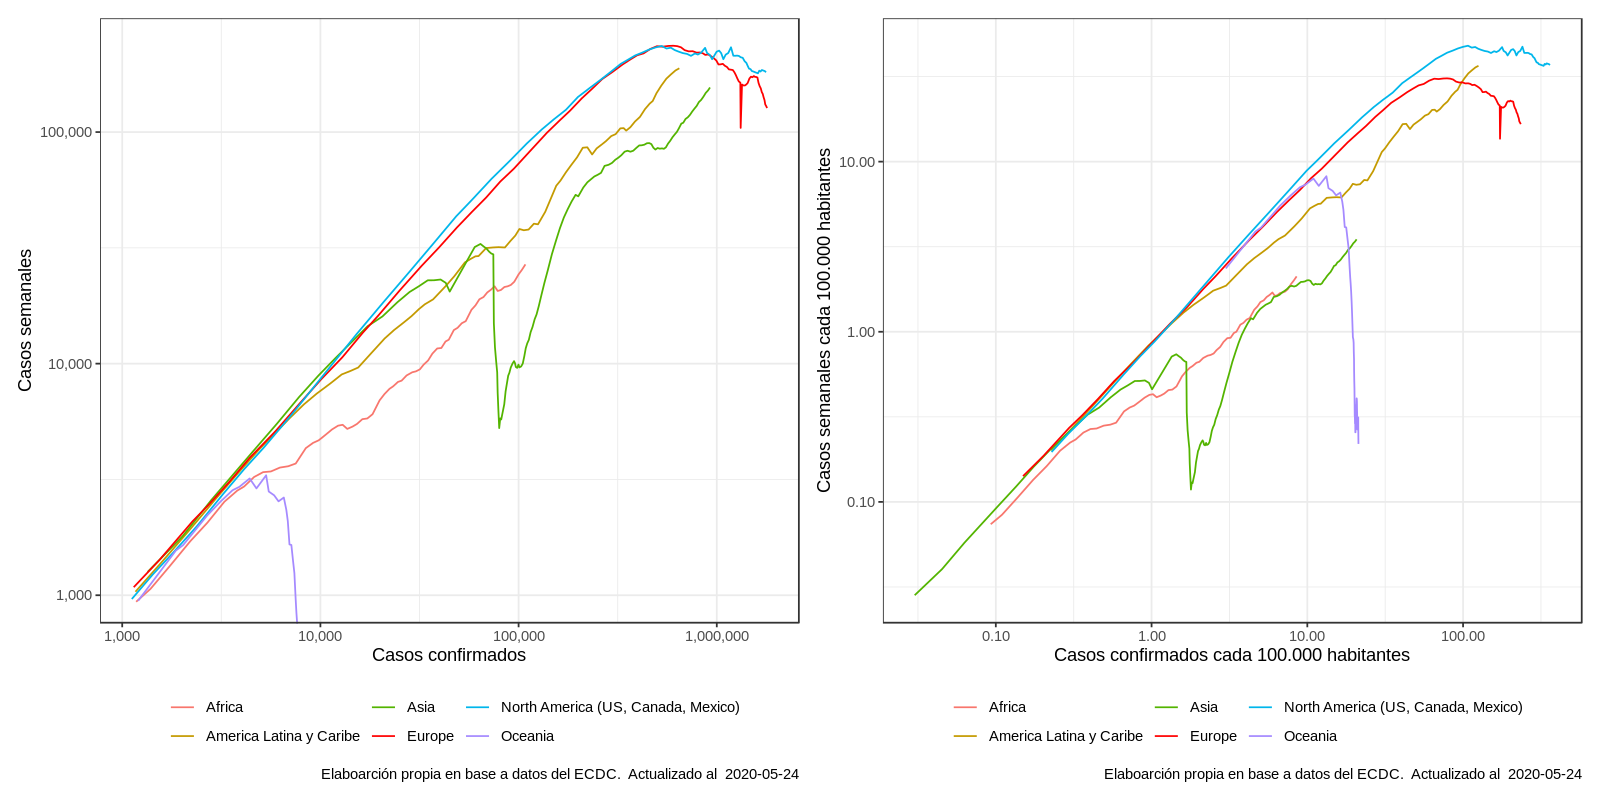 Casos semanales
100,000
10,000
1,000
1,000
10,000
100,000
1,000,000
Casos confirmados
Africa
Asia
North America (US, Canada, Mexico)
America Latina y Caribe
Europe
Oceania
Elaboarción propia en base a datos del ECDC.  Actualizado al  2020-05-24
Casos semanales cada 100.000 habitantes
10.00
1.00
0.10
0.10
1.00
10.00
100.00
Casos confirmados cada 100.000 habitantes
Africa
Asia
North America (US, Canada, Mexico)
America Latina y Caribe
Europe
Oceania
Elaboarción propia en base a datos del ECDC.  Actualizado al  2020-05-24